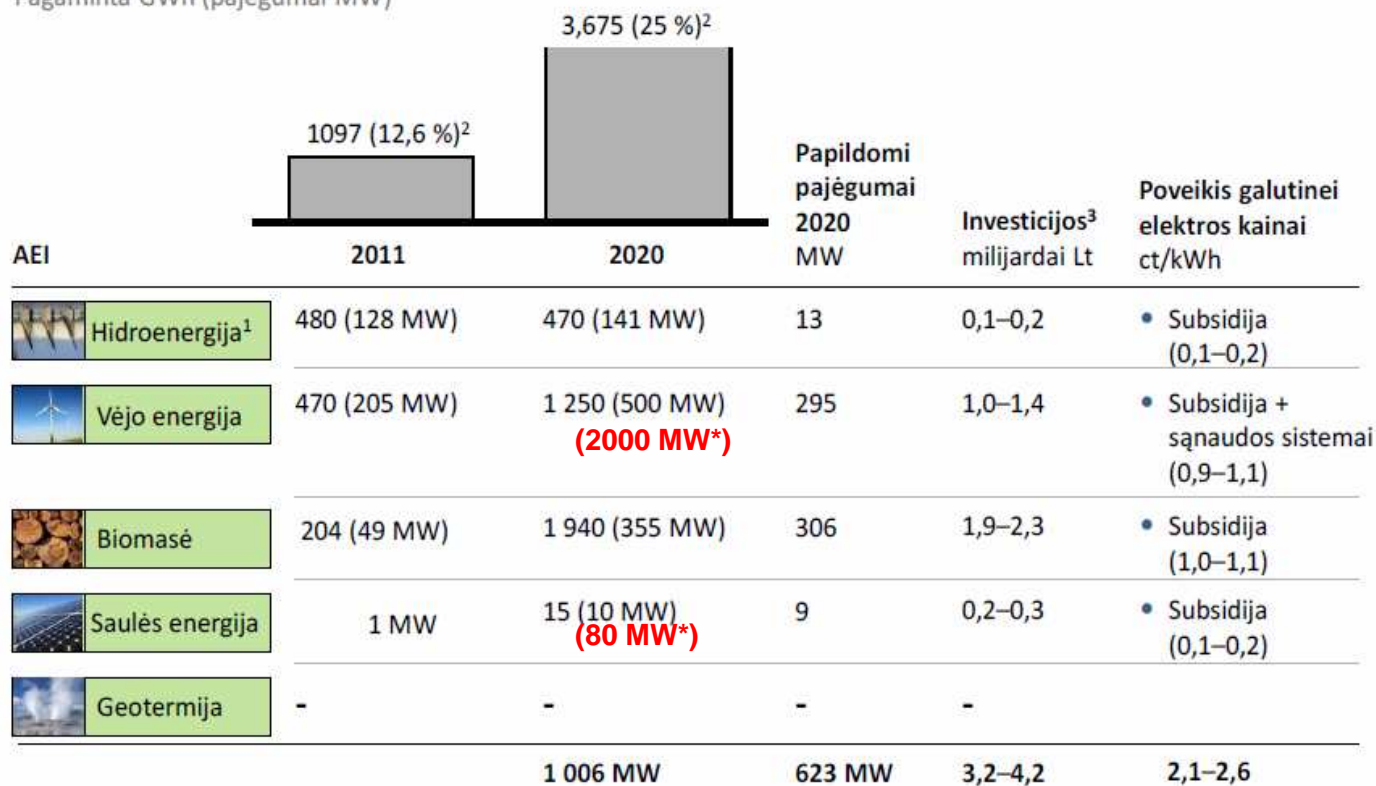 Pagaminta GWh (pajėgumai MW)
3,675 (25 %)²
1097 (12,6 %)²
AEI
2011
2020
Papildomi
pajėgumai
2020
MW
Investicijos³
milijardai Lt
Poveikis galutinei
elektros kainai
ct/kWh
Hidroenergija¹ 480 (128 MW) 470 (141 MW) 13 0,1–0,2 • Subsidija
(0,1–0,2)
Vėjo energija 470 (205 MW) 1 250 (500 MW) 295 1,0–1,4 • Subsidija +
(2000 MW*) sąnaudos sistemai
(0,9–1,1)
Biomasė 204 (49 MW) 1 940 (355 MW) 306 1,9–2,3 • Subsidija
(1,0–1,1)
Saulės energija 1 MW 15 (10 MW) 9 0,2–0,3 • Subsidija
(80 MW*) (0,1–0,2)
Geotermija - - - -
1 006 MW 623 MW 3,2–4,2 2,1–2,6